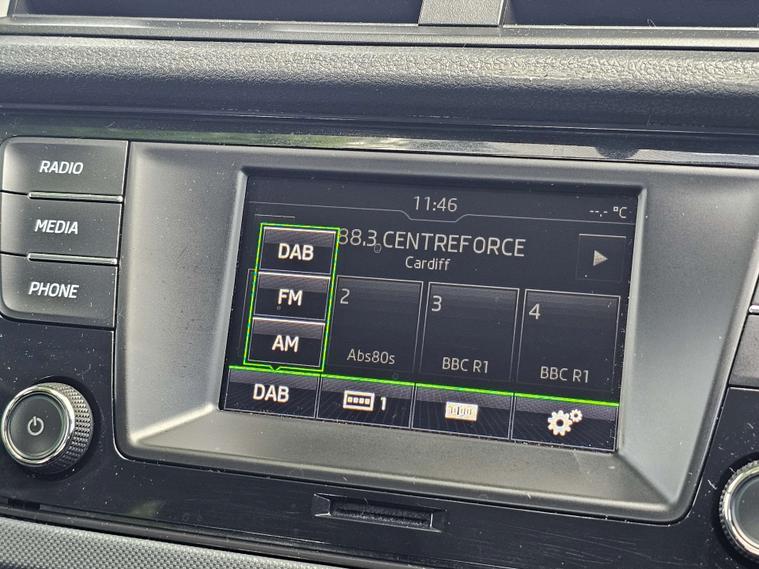 RADIO
MEDIA
PHONE
11:46
--,- °C
88.3 CENTREFORCE
Cardiff
DAB
FM
AM
2
Abs80s
3
BBC R1
4
BBC R1
DAB
1